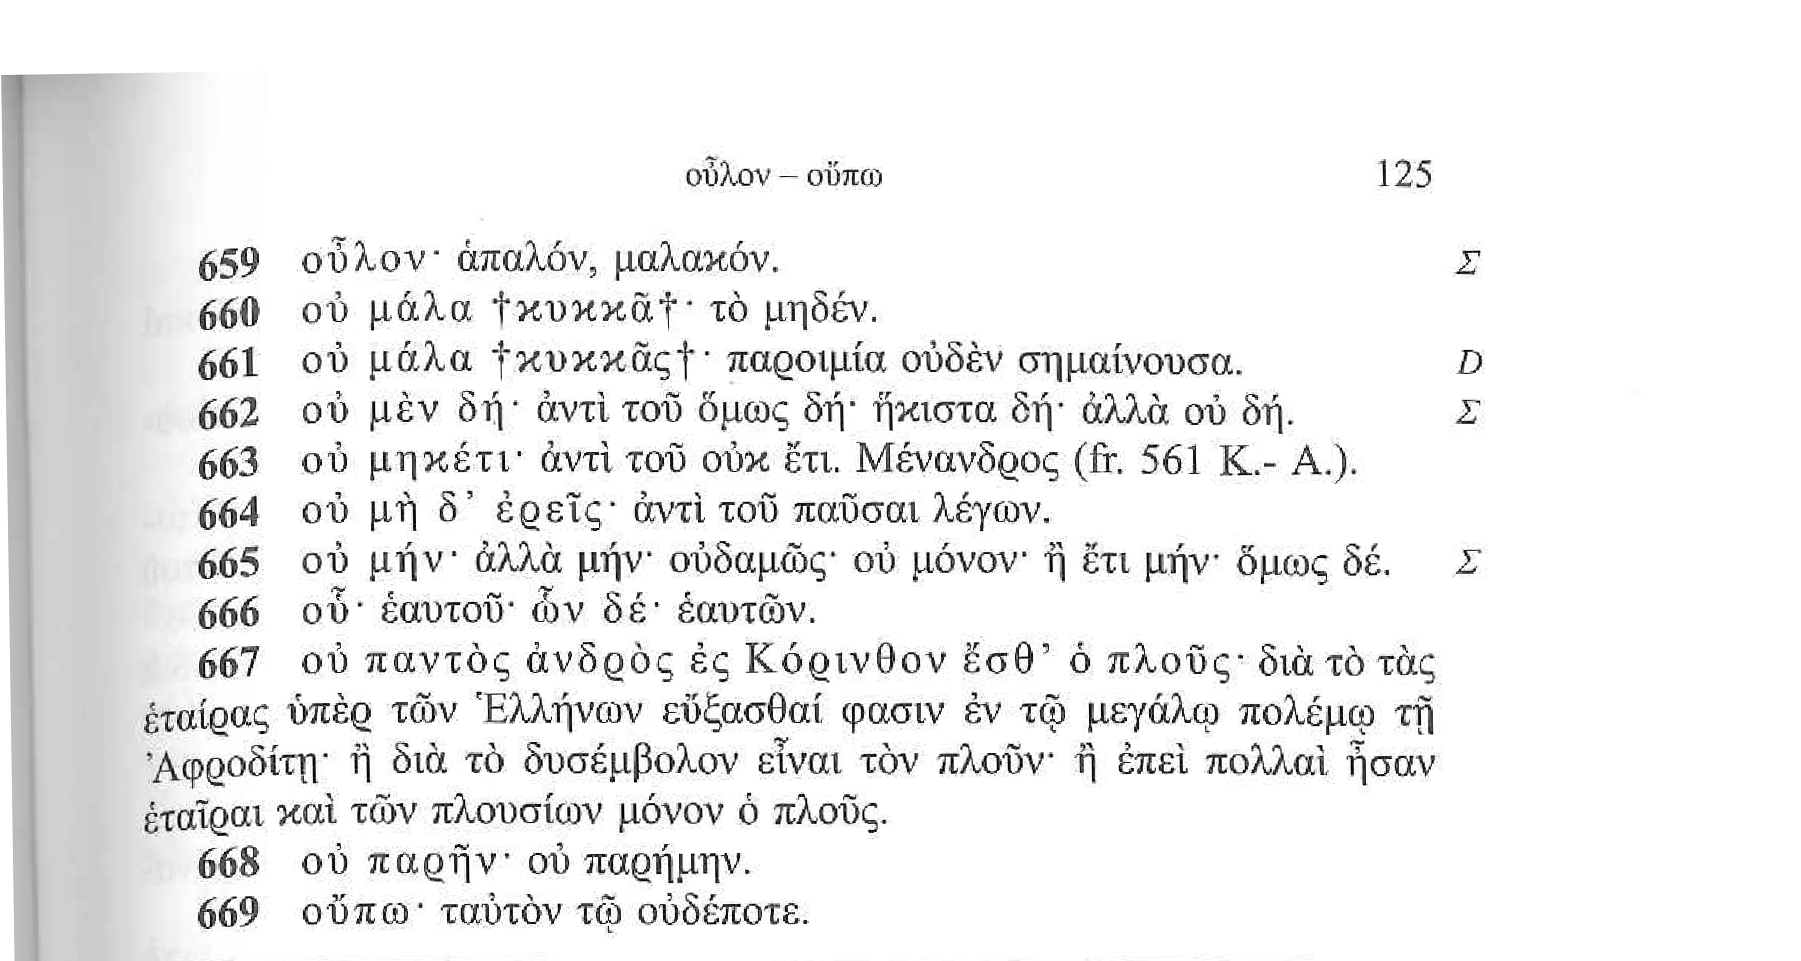 οὖλον – οὔπω 125
659 οὖλον· ἁπαλόν, μαλακόν. Σ
660 οὐ μάλα †κυκκᾶ†· τὸ μηδέν.
661 οὐ μάλα †κυκκᾶς†· παροιμία οὐδὲν σημαίνουσα. D
662 οὐ μὲν δή· ἀντὶ τοῦ ὅμως δή· ἥκιστα δή· ἀλλὰ οὐ δή. Σ
663 οὐ μηκέτι· ἀντὶ τοῦ οὐκ ἔτι. Μένανδρος (fr. 561 K.- A.).
664 οὐ μὴ δ’ ἐρεῖς· ἀντὶ τοῦ παῦσαι λέγων.
665 οὐ μήν· ἀλλὰ μήν· οὐδαμῶς· οὐ μόνον· ἢ ἔτι μήν· ὅμως δέ. Σ
666 οὗ· ἑαυτοῦ· ὧν δέ· ἑαυτῶν.
667 οὐ παντὸς ἀνδρὸς ἐς Κόρινθον ἔσθ’ ὁ πλοῦς· διὰ τὸ τὰς
ἑταίρας ὑπὲρ τῶν Ἑλλήνων εὔξασθαί φασιν ἐν τῷ μεγάλῳ πολέμῳ τῇ
Ἀφροδίτῃ· ἢ διὰ τὸ δυσέμβολον εἶναι τὸν πλοῦν· ἢ ἐπεὶ πολλαὶ ἦσαν
ἑταῖραι καὶ τῶν πλουσίων μόνον ὁ πλοῦς.
668 οὐ παρῆν· οὐ παρήμην.
669 οὔπω· ταὐτὸν τῷ οὐδέποτε.